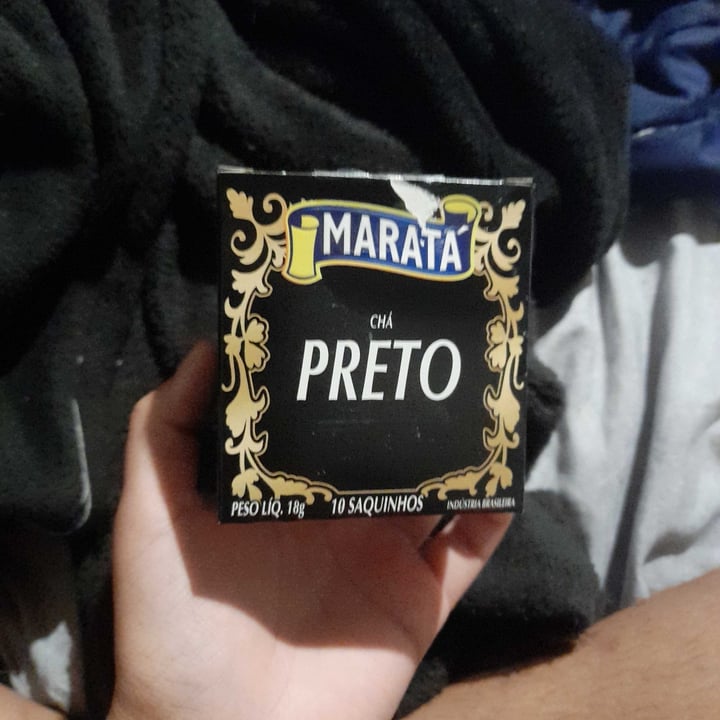 MARATÁ
CHÁ
PRETO
PESO LÍQ. 18g 10 SAQUINHOS INDÚSTRIA BRASILEIRA